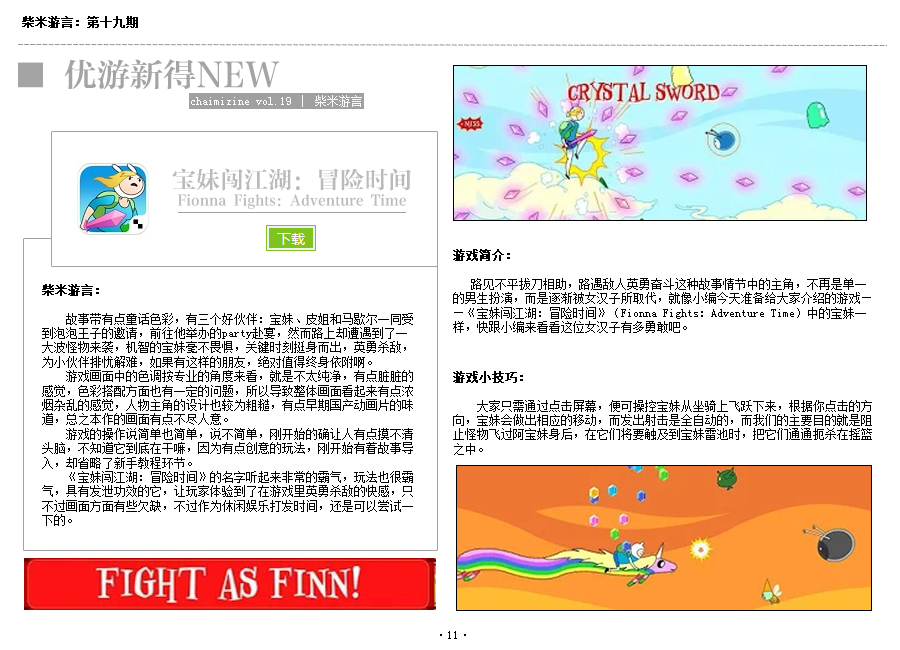 柴米游言：第十九期
优游新得NEW
chaimizine vol.19 | 柴米游言
宝妹闯江湖：冒险时间
Fionna Fights: Adventure Time
下载
柴米游言：
故事带有点童话色彩，有三个好伙伴：宝妹、皮姐和马歇尔一同受
到泡泡王子的邀请，前往他举办的party赴宴，然而路上却遭遇到了一
大波怪物来袭，机智的宝妹毫不畏惧，关键时刻挺身而出，英勇杀敌，
为小伙伴排忧解难，如果有这样的朋友，绝对值得终身依附啊。
游戏画面中的色调按专业的角度来看，就是不太纯净，有点脏脏的
感觉，色彩搭配方面也有一定的问题，所以导致整体画面看起来有点浓
烟杂乱的感觉，人物主角的设计也较为粗糙，有点早期国产动画片的味
道，总之本作的画面有点不尽人意。
游戏的操作说简单也简单，说不简单，刚开始的确让人有点摸不清
头脑，不知道它到底在干嘛，因为有点创意的玩法，刚开始有着故事导
入，却省略了新手教程环节。
《宝妹闯江湖：冒险时间》的名字听起来非常的霸气，玩法也很霸
气，具有发泄功效的它，让玩家体验到了在游戏里英勇杀敌的快感，只
不过画面方面有些欠缺，不过作为休闲娱乐打发时间，还是可以尝试一
下的。
FIGHT AS FINN!
CRYSTAL SWORD
MISS
游戏简介：
路见不平拔刀相助，路遇敌人英勇奋斗这种故事情节中的主角，不再是单一
的男生扮演，而是逐渐被女汉子所取代，就像小编今天准备给大家介绍的游戏—
—《宝妹闯江湖：冒险时间》（Fionna Fights: Adventure Time）中的宝妹一
样，快跟小编来看看这位女汉子有多勇敢吧。
游戏小技巧：
大家只需通过点击屏幕，便可操控宝妹从坐骑上飞跃下来，根据你点击的方
向，宝妹会做出相应的移动，而发出射击是全自动的，而我们的主要目的就是阻
止怪物飞过阿宝妹身后，在它们将要触及到宝妹雷池时，把它们通通扼杀在摇篮
之中。
· 11 ·